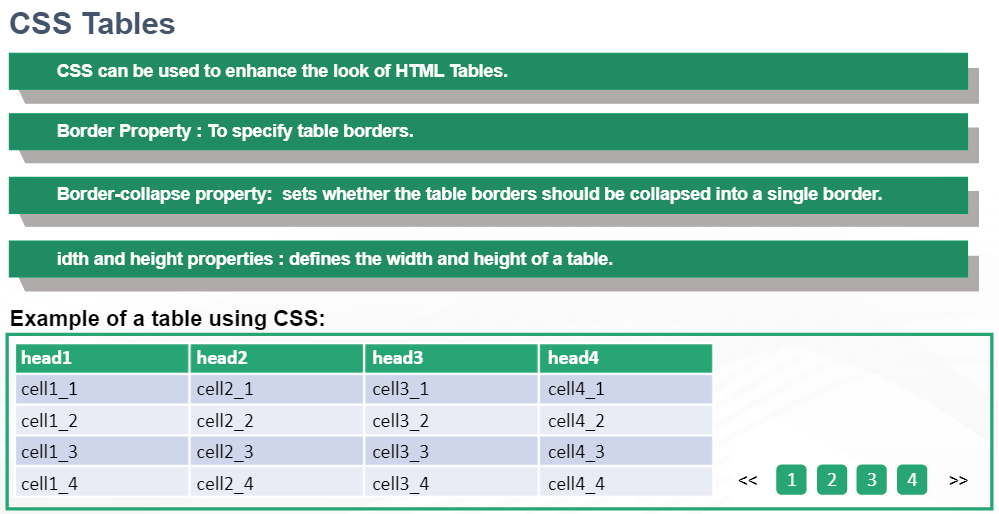 CSS Tables
CSS can be used to enhance the look of HTML Tables.
Border Property : To specify table borders.
Border-collapse property:  sets whether the table borders should be collapsed into a single border.
idth and height properties : defines the width and height of a table.
Example of a table using CSS:
head1 head2 head3 head4
cell1_1 cell2_1 cell3_1 cell4_1
cell1_2 cell2_2 cell3_2 cell4_2
cell1_3 cell2_3 cell3_3 cell4_3
cell1_4 cell2_4 cell3_4 cell4_4
<< 1 2 3 4 >>